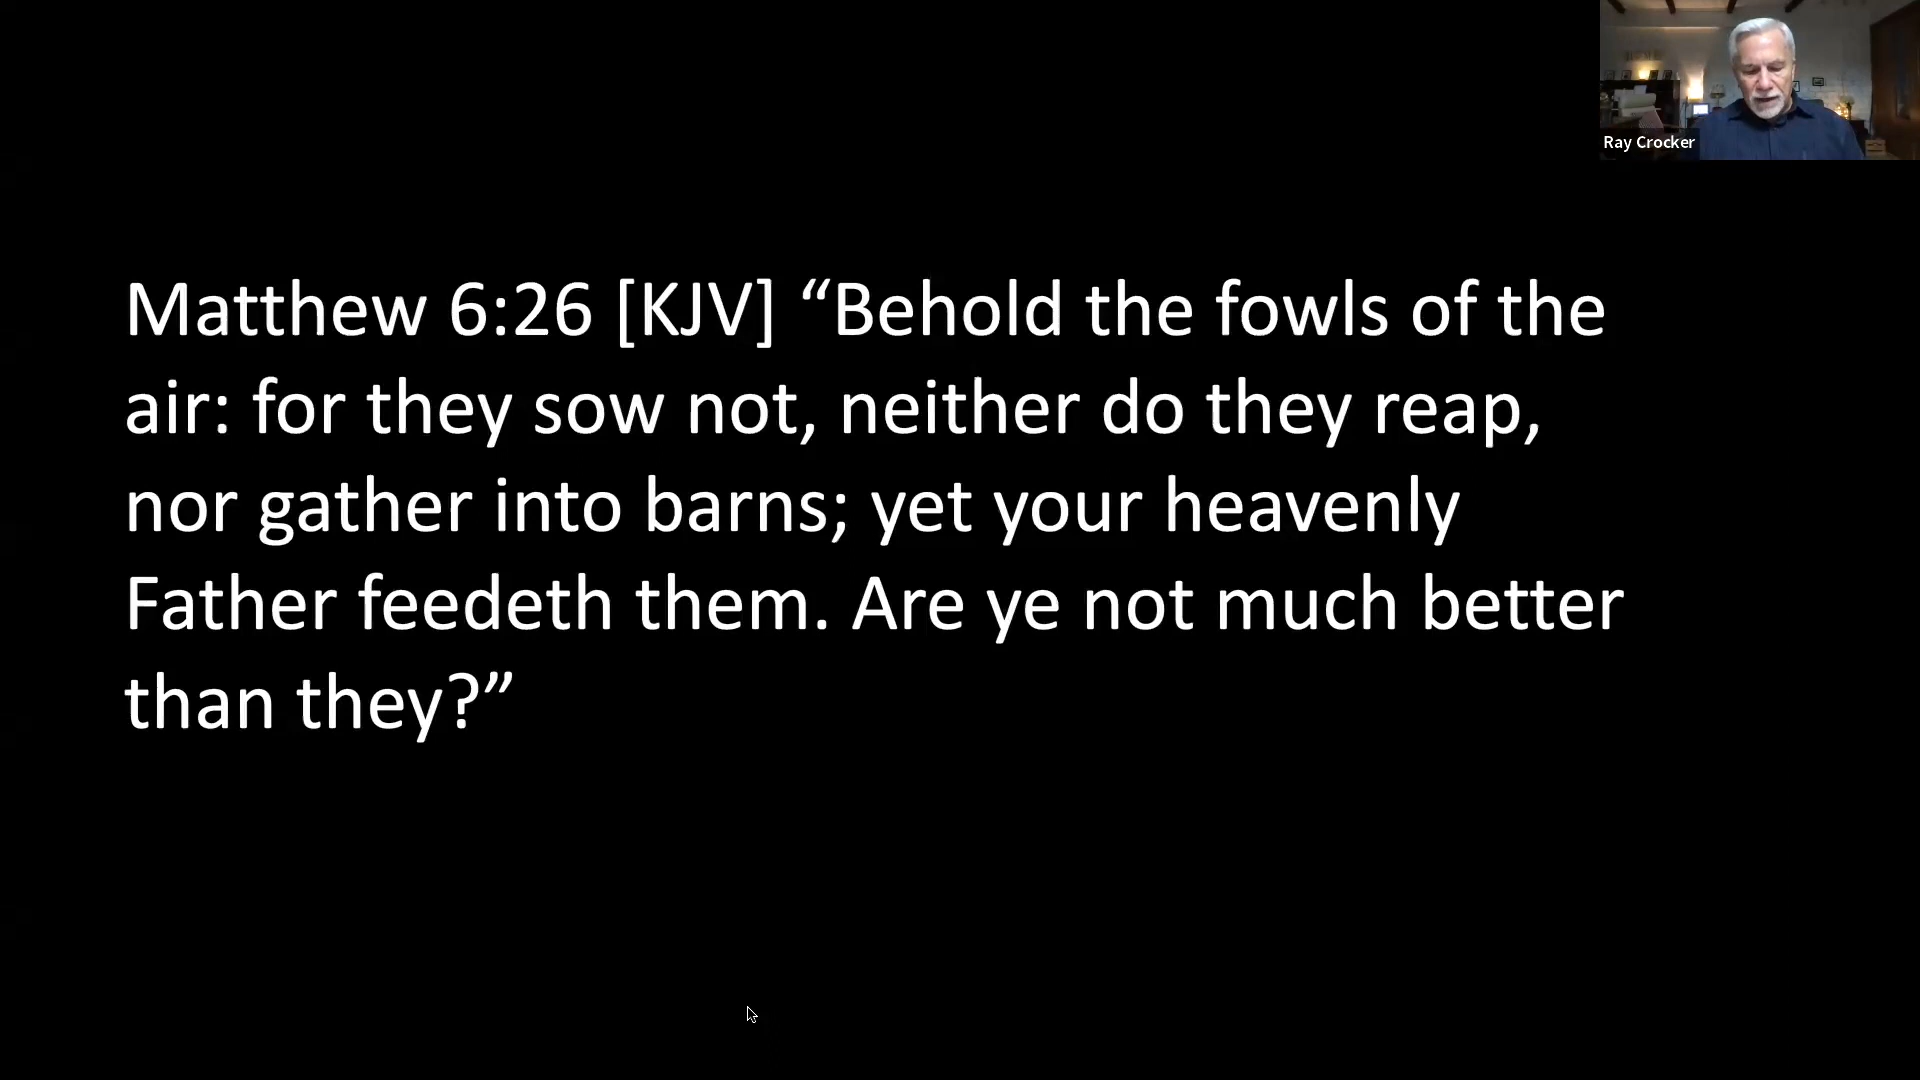 Ray Crocker
Matthew 6:26 [KJV] “Behold the fowls of the
air: for they sow not, neither do they reap,
nor gather into barns; yet your heavenly
Father feedeth them. Are ye not much better
than they?”